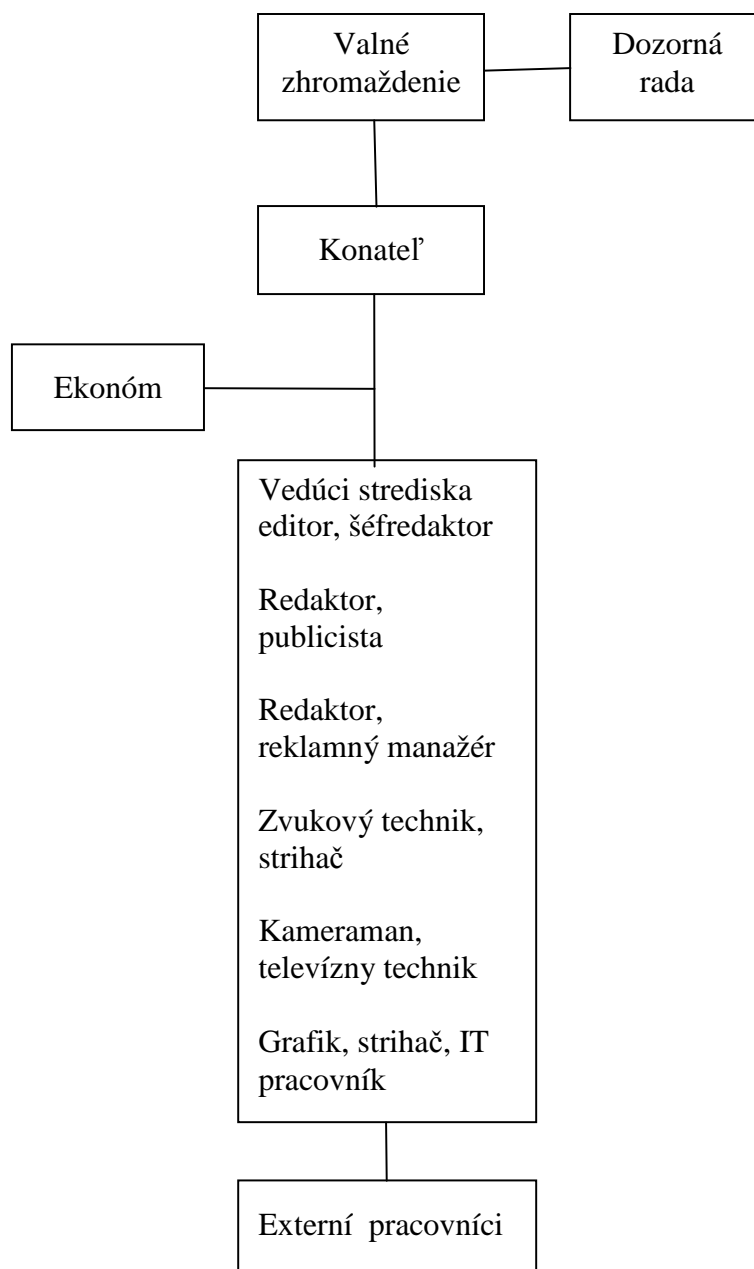 Valné
zhromaždenie
Dozorná
rada
Konateľ
Ekonóm
Vedúci strediska
editor, šéfredaktor
Redaktor,
publicista
Redaktor,
reklamný manažér
Zvukový technik,
strihač
Kameraman,
televízny technik
Grafik, strihač, IT
pracovník
Externí pracovníci